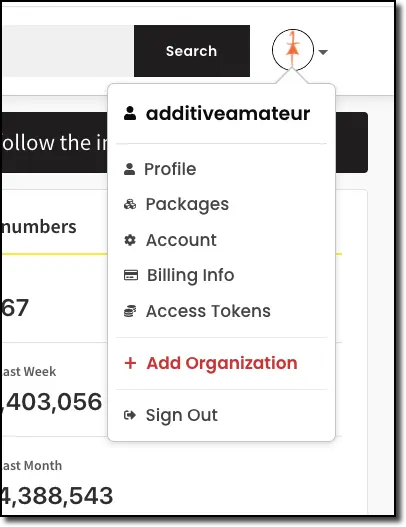 Search
additiveamateur
ollow the i
numbers
Profile
Packages
Account
Billing Info
67
Access Tokens
Add Organization
ast Week
,403,056
Sign Out
ast Month
4,388,543